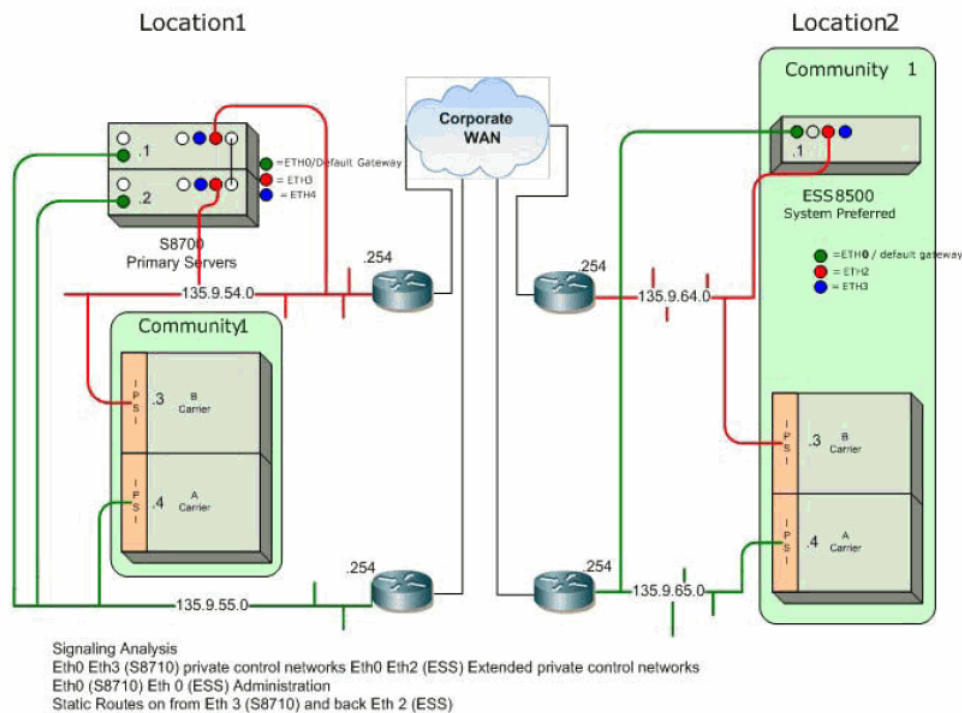 Location1
Location2
Community 1
Corporate
WAN
.1
.2
=ETH0/Default Gateway
= ETH3
= ETH4
S8700
Primary Servers
.1
ESS8500
System Preferred
=ETH0 / default gateway
=ETH2
= ETH3
.254
.254
135.9.54.0
135.9.64.0
Community1
I P S I
.3
B
Carrier
I P S I
.4
A
Carrier
I P S I
.3
B
Carrier
I P S I
.4
A
Carrier
.254
.254
135.9.55.0
135.9.65.0
Signaling Analysis
Eth0 Eth3 (S8710) private control networks Eth0 Eth2 (ESS) Extended private control networks
Eth0 (S8710) Eth 0 (ESS) Administration
Static Routes on from Eth 3 (S8710) and back Eth 2 (ESS)